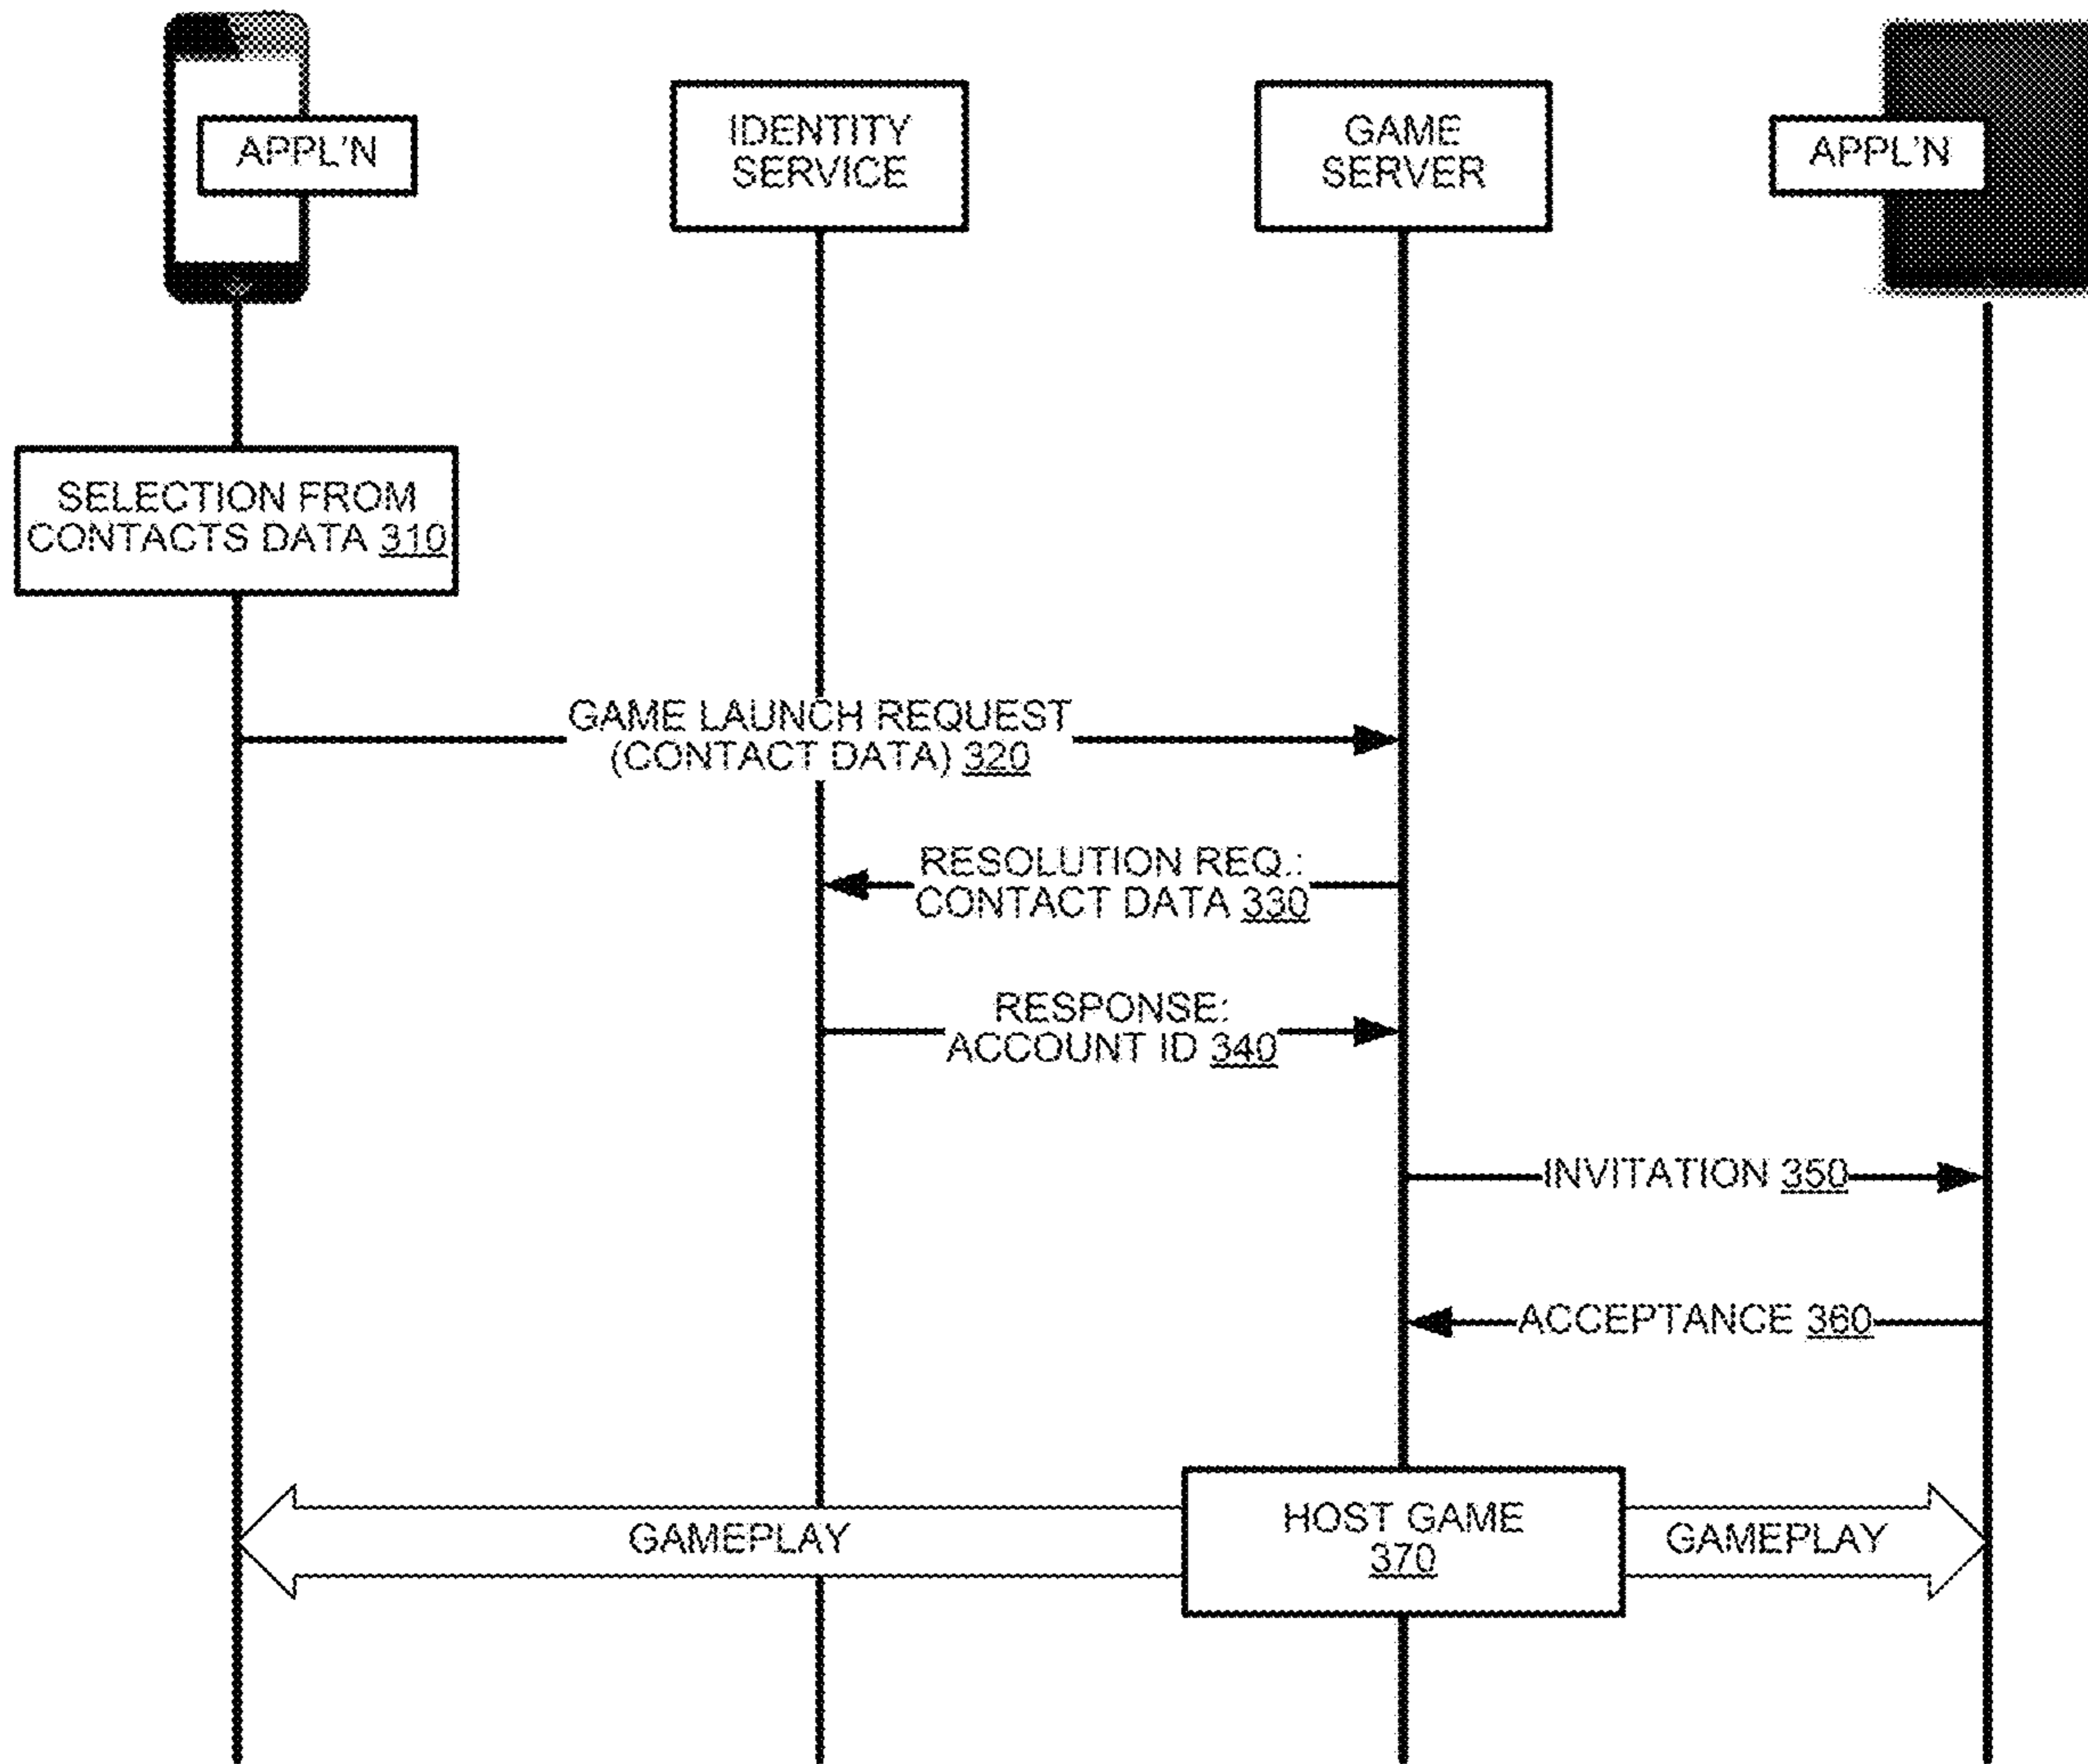 APPL'N
IDENTITY
SERVICE
GAME
SERVER
APPL'N
SELECTION FROM
CONTACTS DATA 310
GAME LAUNCH REQUEST
(CONTACT DATA) 320
RESOLUTION REQ.:
CONTACT DATA 330
RESPONSE:
ACCOUNT ID 340
INVITATION 350
ACCEPTANCE 360
GAMEPLAY
HOST GAME
370
GAMEPLAY